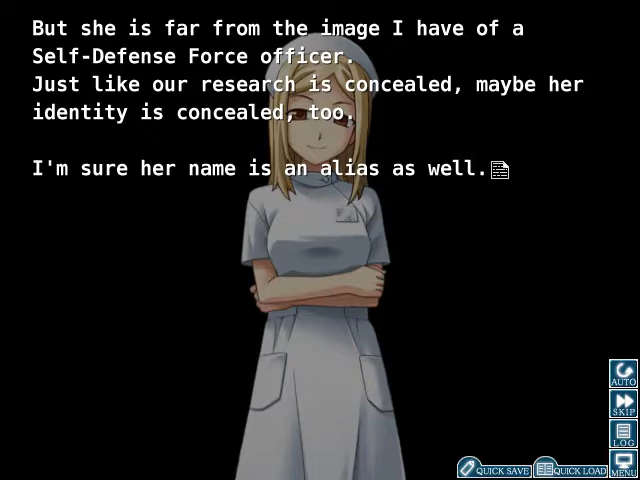 But she is far from the image I have of a
Self-Defense Force officer.
Just like our research is concealed, maybe her
identity is concealed, too.
I'm sure her name is an alias as well.
AUTO
SKIP
LOG
MENU
QUICK SAVE
QUICK LOAD